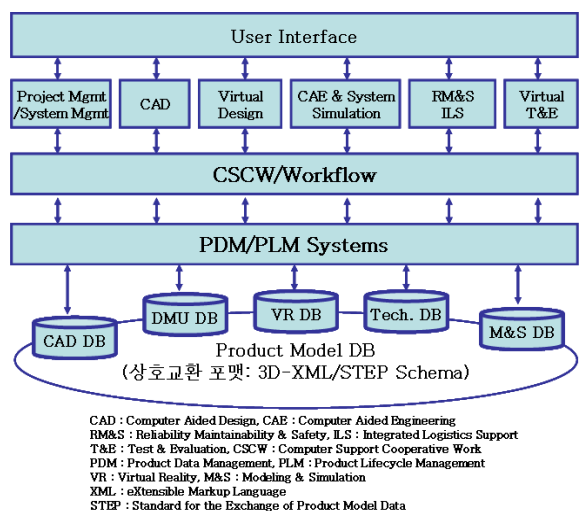 User Interface
Project Mgmt
/System Mgmt
CAD
Virtual
Design
CAE & System
Simulation
RM&S
ILS
Virtual
T&E
CSCW/Workflow
PDM/PLM Systems
CAD DB
DMU DB
VR DB
Tech. DB
M&S DB
Product Model DB
(상호교환 포맷: 3D-XML/STEP Schema)
CAD : Computer Aided Design, CAE : Computer Aided Engineering
RM&S : Reliability Maintainability & Safety, ILS : Integrated Logistics Support
T&E : Test & Evaluation, CSCW : Computer Support Cooperative Work
PDM : Product Data Management, PLM : Product Lifecycle Management
VR : Virtual Reality, M&S : Modeling & Simulation
XML : eXtensible Markup Language
STEP : Standard for the Exchange of Product Model Data